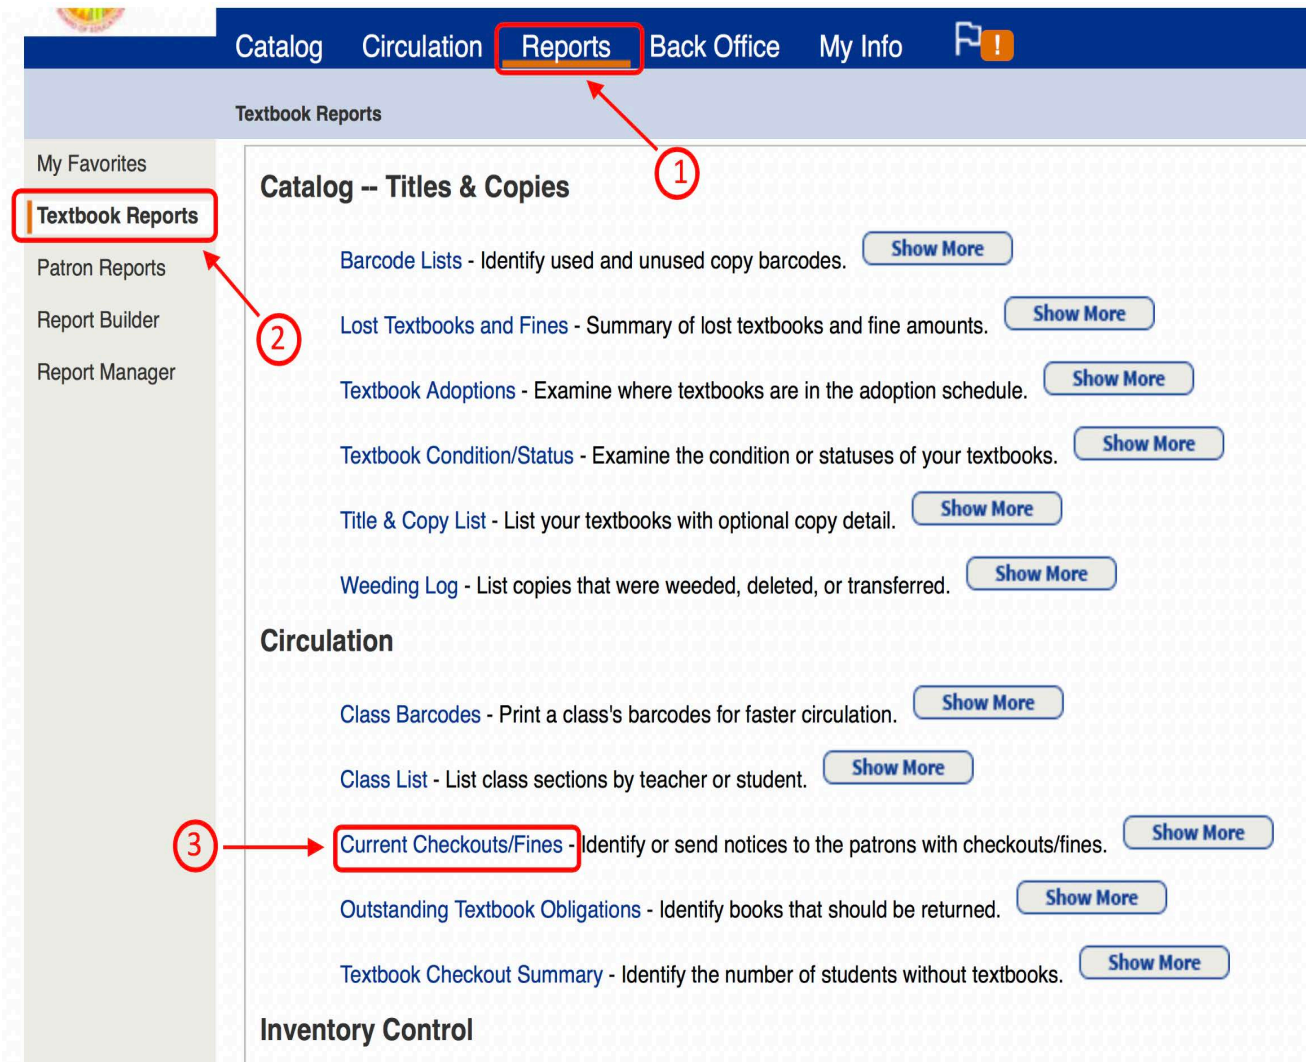 Catalog Circulation Reports Back Office My Info !
Textbook Reports
1
My Favorites
Textbook Reports
Patron Reports
Report Builder
Report Manager
2
Catalog -- Titles & Copies
Barcode Lists - Identify used and unused copy barcodes. Show More
Lost Textbooks and Fines - Summary of lost textbooks and fine amounts. Show More
Textbook Adoptions - Examine where textbooks are in the adoption schedule. Show More
Textbook Condition/Status - Examine the condition or statuses of your textbooks. Show More
Title & Copy List - List your textbooks with optional copy detail. Show More
Weeding Log - List copies that were weeded, deleted, or transferred. Show More
Circulation
Class Barcodes - Print a class's barcodes for faster circulation. Show More
Class List - List class sections by teacher or student. Show More
3 Current Checkouts/Fines - Identify or send notices to the patrons with checkouts/fines. Show More
Outstanding Textbook Obligations - Identify books that should be returned. Show More
Textbook Checkout Summary - Identify the number of students without textbooks. Show More
Inventory Control